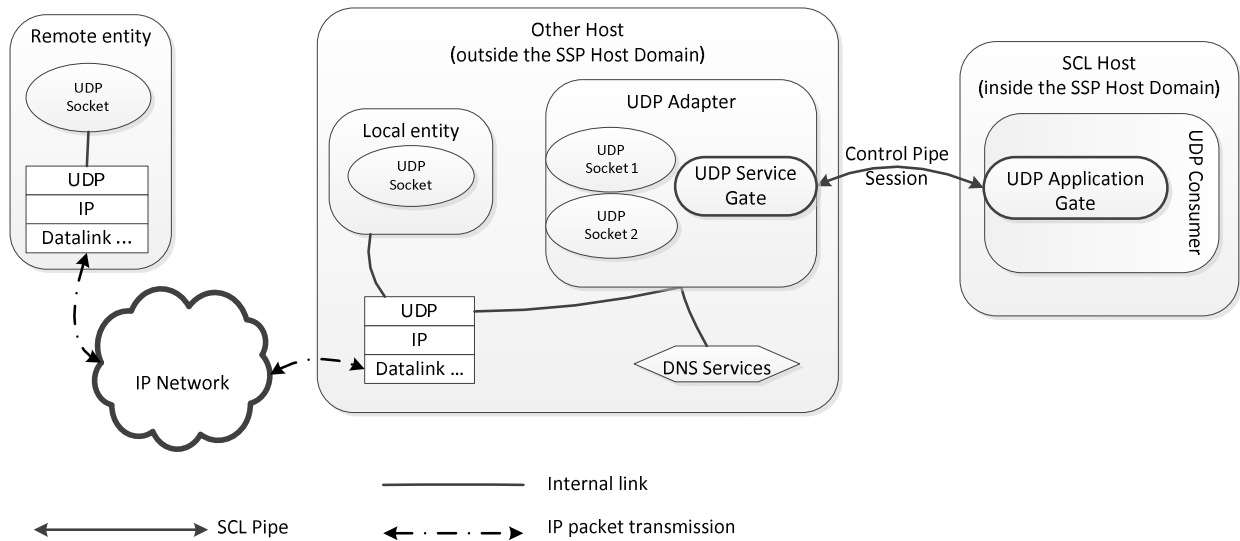 Remote entity
UDP
Socket
UDP
IP
Datalink ...
IP Network
Other Host
(outside the SSP Host Domain)
Local entity
UDP
Socket
UDP Adapter
UDP
Socket 1
UDP
Socket 2
UDP Service
Gate
UDP
IP
Datalink ...
DNS Services
Control Pipe
Session
SCL Host
(inside the SSP Host Domain)
UDP Application
Gate
UDP Consumer
Internal link
SCL Pipe
IP packet transmission